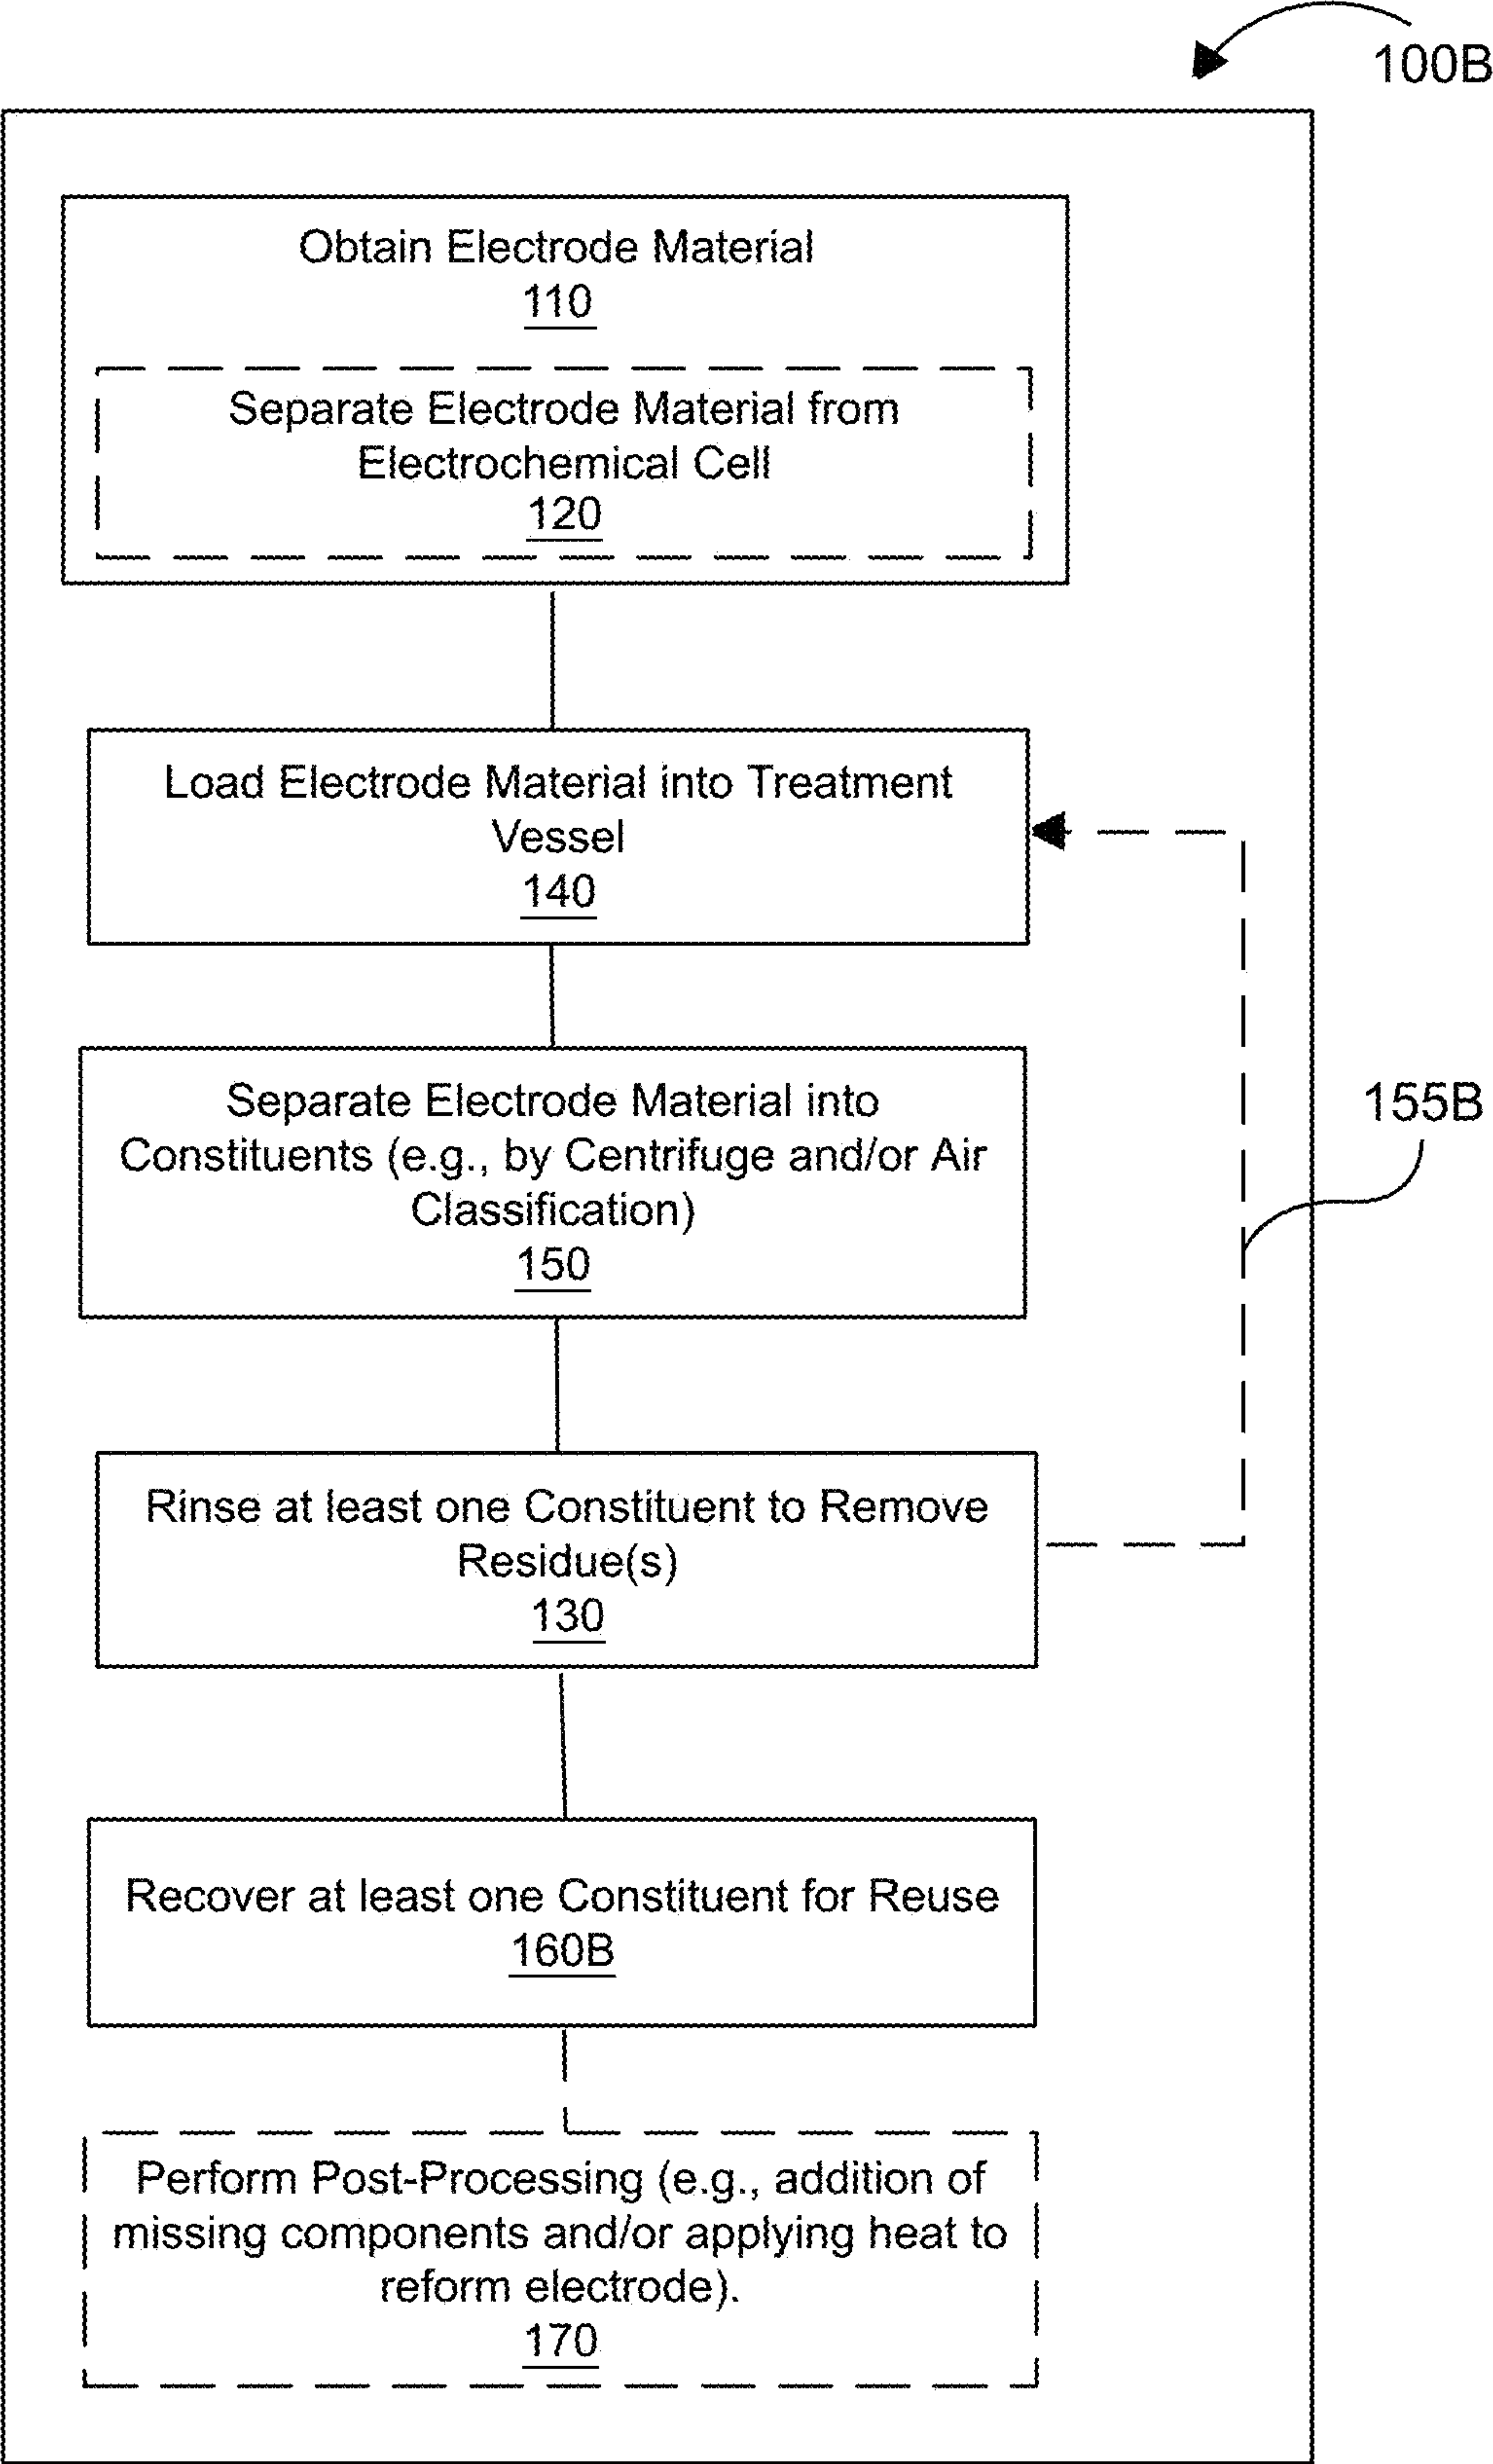 100B
Obtain Electrode Material
110
Separate Electrode Material from
Electrochemical Cell
120
Load Electrode Material into Treatment
Vessel
140
Separate Electrode Material into
Constituents (e.g., by Centrifuge and/or Air
Classification)
150
155B
Rinse at least one Constituent to Remove
Residue(s)
130
Recover at least one Constituent for Reuse
160B
Perform Post-Processing (e.g., addition of
missing components and/or applying heat to
reform electrode).
170